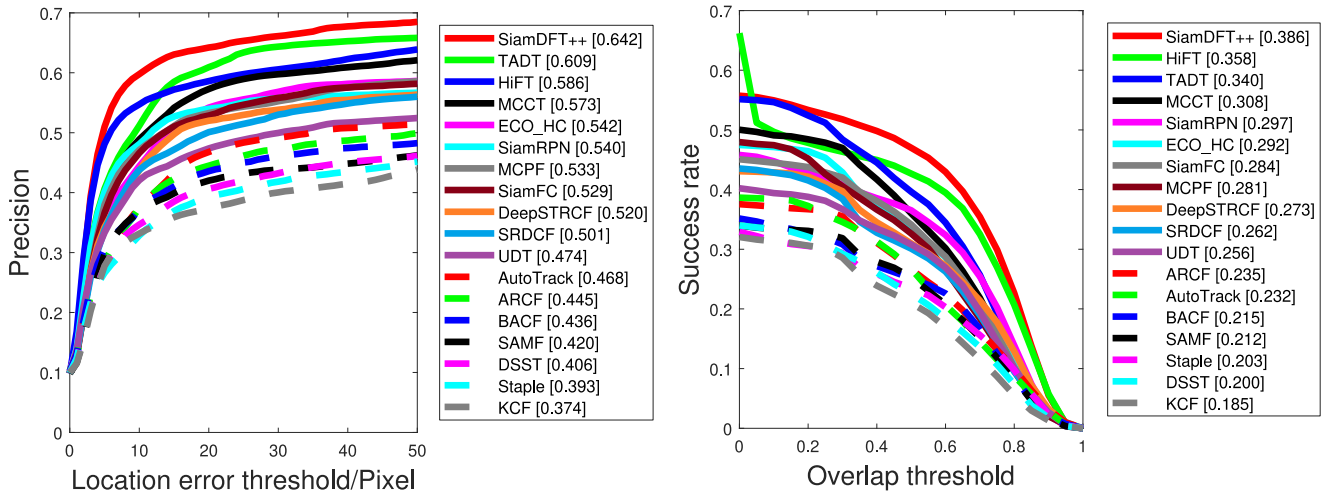 0.7
0.6
0.5
0.4
0.3
0.2
0.1
0
Precision
0 10 20 30 40 50
Location error threshold/Pixel
SiamDFT++ [0.642]
TADT [0.609]
HiFT [0.586]
MCCT [0.573]
ECO_HC [0.542]
SiamRPN [0.540]
MCPF [0.533]
SiamFC [0.529]
DeepSTRCF [0.520]
SRDCF [0.501]
UDT [0.474]
AutoTrack [0.468]
ARCF [0.445]
BACF [0.436]
SAMF [0.420]
DSST [0.406]
Staple [0.393]
KCF [0.374]
0.7
0.6
0.5
0.4
0.3
0.2
0.1
0
Success rate
0 0.2 0.4 0.6 0.8 1
Overlap threshold
SiamDFT++ [0.386]
HiFT [0.358]
TADT [0.340]
MCCT [0.308]
SiamRPN [0.297]
ECO_HC [0.292]
SiamFC [0.284]
MCPF [0.281]
DeepSTRCF [0.273]
SRDCF [0.262]
UDT [0.256]
ARCF [0.235]
AutoTrack [0.232]
BACF [0.215]
SAMF [0.212]
Staple [0.203]
DSST [0.200]
KCF [0.185]